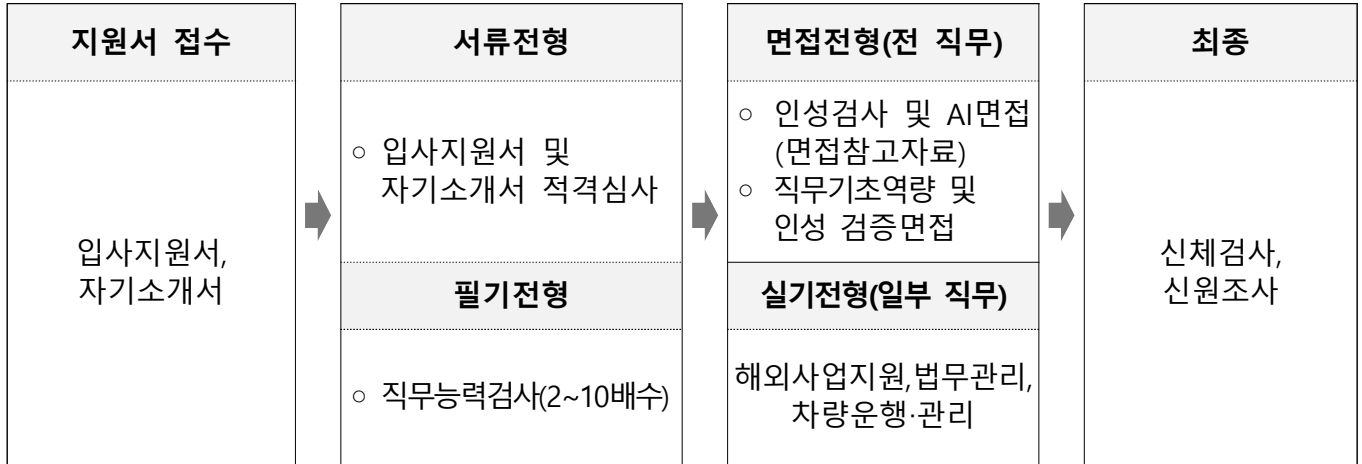 지원서 접수
입사지원서,
자기소개서
서류전형
○ 입사지원서 및
자기소개서 적격심사
필기전형
○ 직무능력검사(2~10배수)
면접전형(전 직무)
○ 인성검사 및 AI면접
(면접참고자료)
○ 직무기초역량 및
인성 검증면접
실기전형(일부 직무)
해외사업지원,법무관리,
차량운행·관리
최종
신체검사,
신원조사